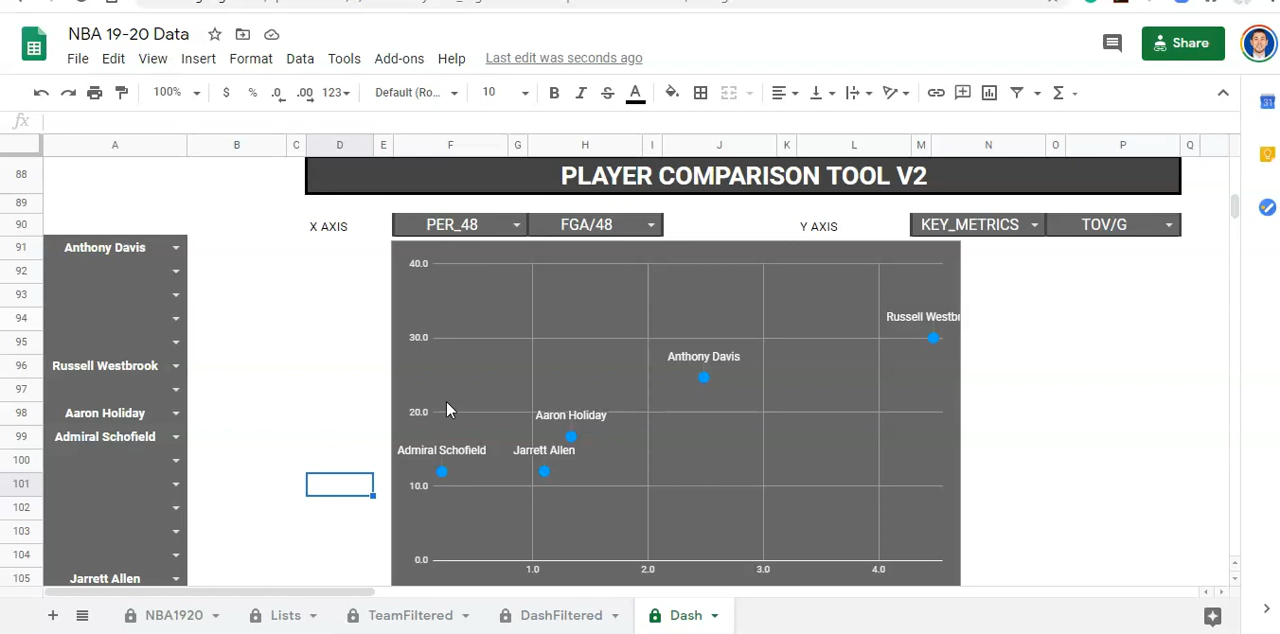 NBA 19-20 Data
File Edit View Insert Format Data Tools Add-ons Help Last edit was seconds ago
Share
100% $ % .0 .00 123 Default (Ro... 10 B I S A Σ
31
fx
A B C D E F G H I J K L M N O P Q
88 PLAYER COMPARISON TOOL V2
89
90 X AXIS PER_48 FGA/48 Y AXIS KEY_METRICS TOV/G
91 Anthony Davis
92
93
94
95
96 Russell Westbrook
97
98 Aaron Holiday
99 Admiral Schofield
100
101
102
103
104
105 Jarrett Allen
40.0
Russell Westbr
30.0
Anthony Davis
20.0
Aaron Holiday
Admiral Schofield Jarrett Allen
10.0
0.0
1.0 2.0 3.0 4.0
+ NBA1920 Lists TeamFiltered DashFiltered Dash